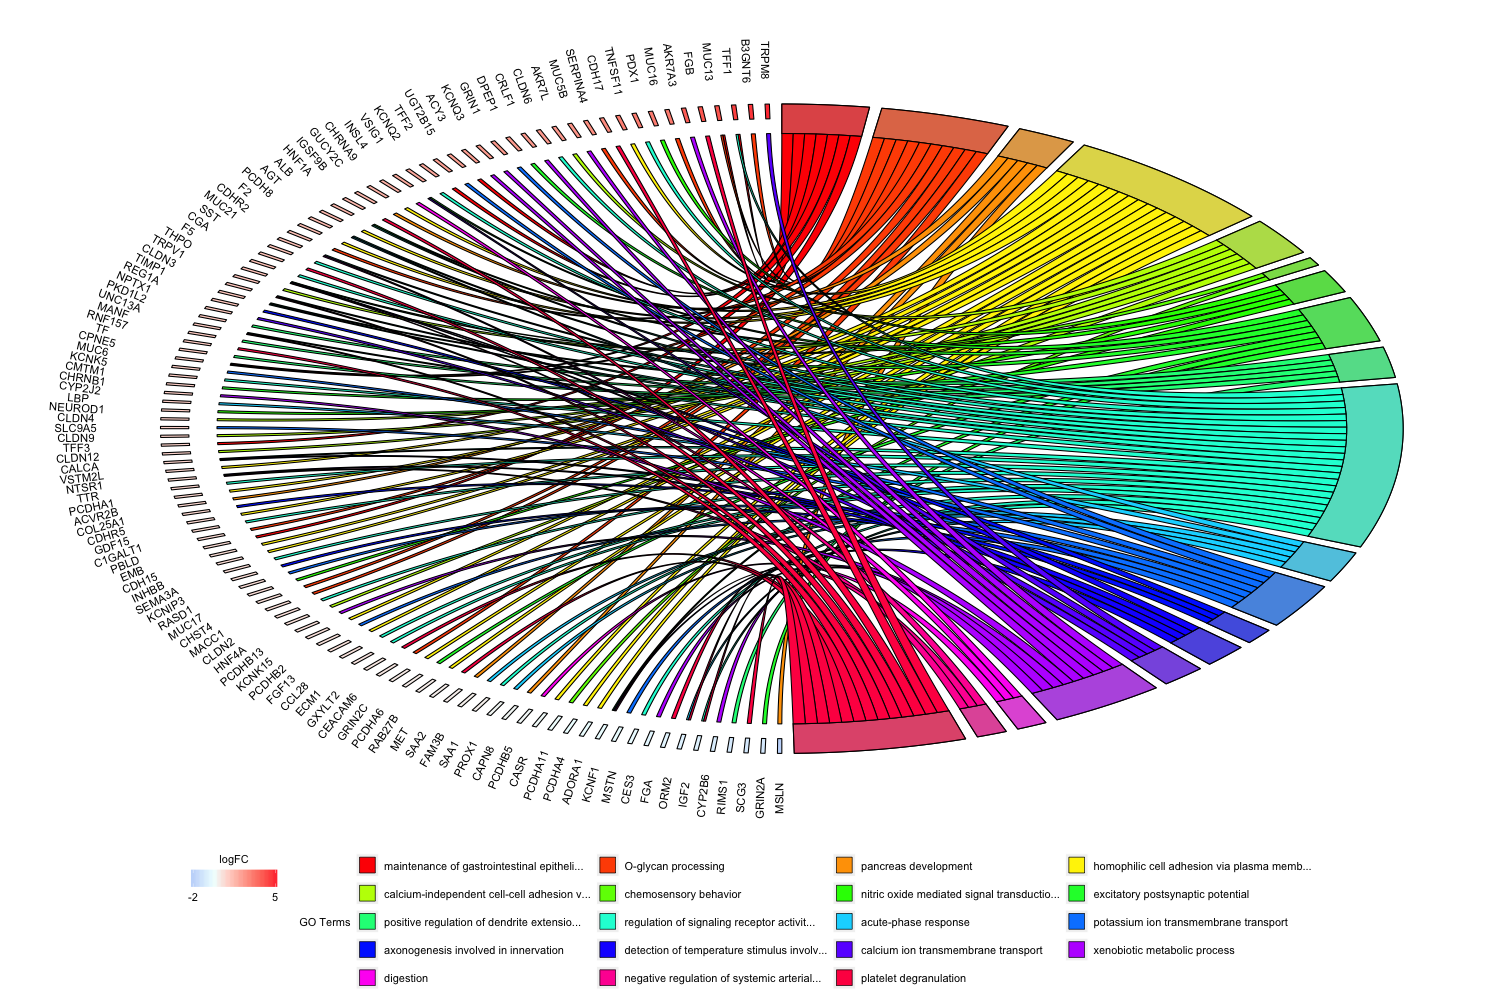 TRPM8
B3GNT6
TFF1
MUC13
FGB
AKR7A3
MUC16
PDX1
TNFSF11
CDH17
SERPINA4
MUC5B
AKR7L
CLDN6
CRLF1
DPEP1
GRIN1
KCNQ3
ACY3
UGT2B15
TFF2
KCNQ2
VSIG1
INSL4
CHRNA9
GUCY2C
IGSF9B
HNF1A
ALB
AGT
PCDH8
F2
CDHR2
MUC21
SST
CGA
F5
THPO
TRPV1
CLDN3
TIMP1
REG1A
NPTX1
PKD1L2
UNC13A
MANF
RNF157
TF
CPNE5
MUC6
KCNK5
CMTM1
CHRNB1
CYP2J2
LBP
NEUROD1
CLDN4
SLC9A5
CLDN9
TFF3
CLDN12
CALCA
VSTM2L
NTSR1
TTR
PCDHA1
ACVR2B
COL25A1
CDHR5
GDF15
C1GALT1
PBLD
EMB
CDH15
INHBB
SEMA3A
KCNIP3
RASD1
MUC17
CHST4
MACC1
CLDN2
HNF4A
PCDHB13
KCNK15
PCDHB2
FGF13
CCL28
ECM1
GXYLT2
CEACAM6
GRIN2C
PCDHA6
RAB27B
MET
SAA2
FAM3B
SAA1
PROX1
CAPN8
PCDHB5
CASR
PCDHA11
PCDHA4
ADORA1
KCNF1
MSTN
CES3
FGA
ORM2
IGF2
CYP2B6
RIMS1
SCG3
GRIN2A
MSLN
logFC
-2 5
GO Terms
maintenance of gastrointestinal epitheli...
O-glycan processing
pancreas development
homophilic cell adhesion via plasma memb...
calcium-independent cell-cell adhesion v...
chemosensory behavior
nitric oxide mediated signal transductio...
excitatory postsynaptic potential
positive regulation of dendrite extensio...
regulation of signaling receptor activit...
acute-phase response
potassium ion transmembrane transport
axonogenesis involved in innervation
detection of temperature stimulus involv...
calcium ion transmembrane transport
xenobiotic metabolic process
digestion
negative regulation of systemic arterial...
platelet degranulation